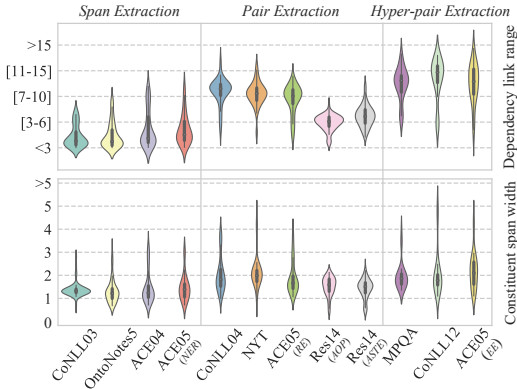 Span Extraction Pair Extraction Hyper-pair Extraction
>15
[11-15]
[7-10]
[3-6]
<3
Dependency link range
>5
5
4
3
2
1
0
Constituent span width
CoNLL03
OntoNotes5
ACE04
ACE05
(NER)
CoNLL04
NYT
ACE05
(RE)
Res14
(AOP)
Res14
(ASTE)
MPQA
CoNLL12
ACE05
(EE)